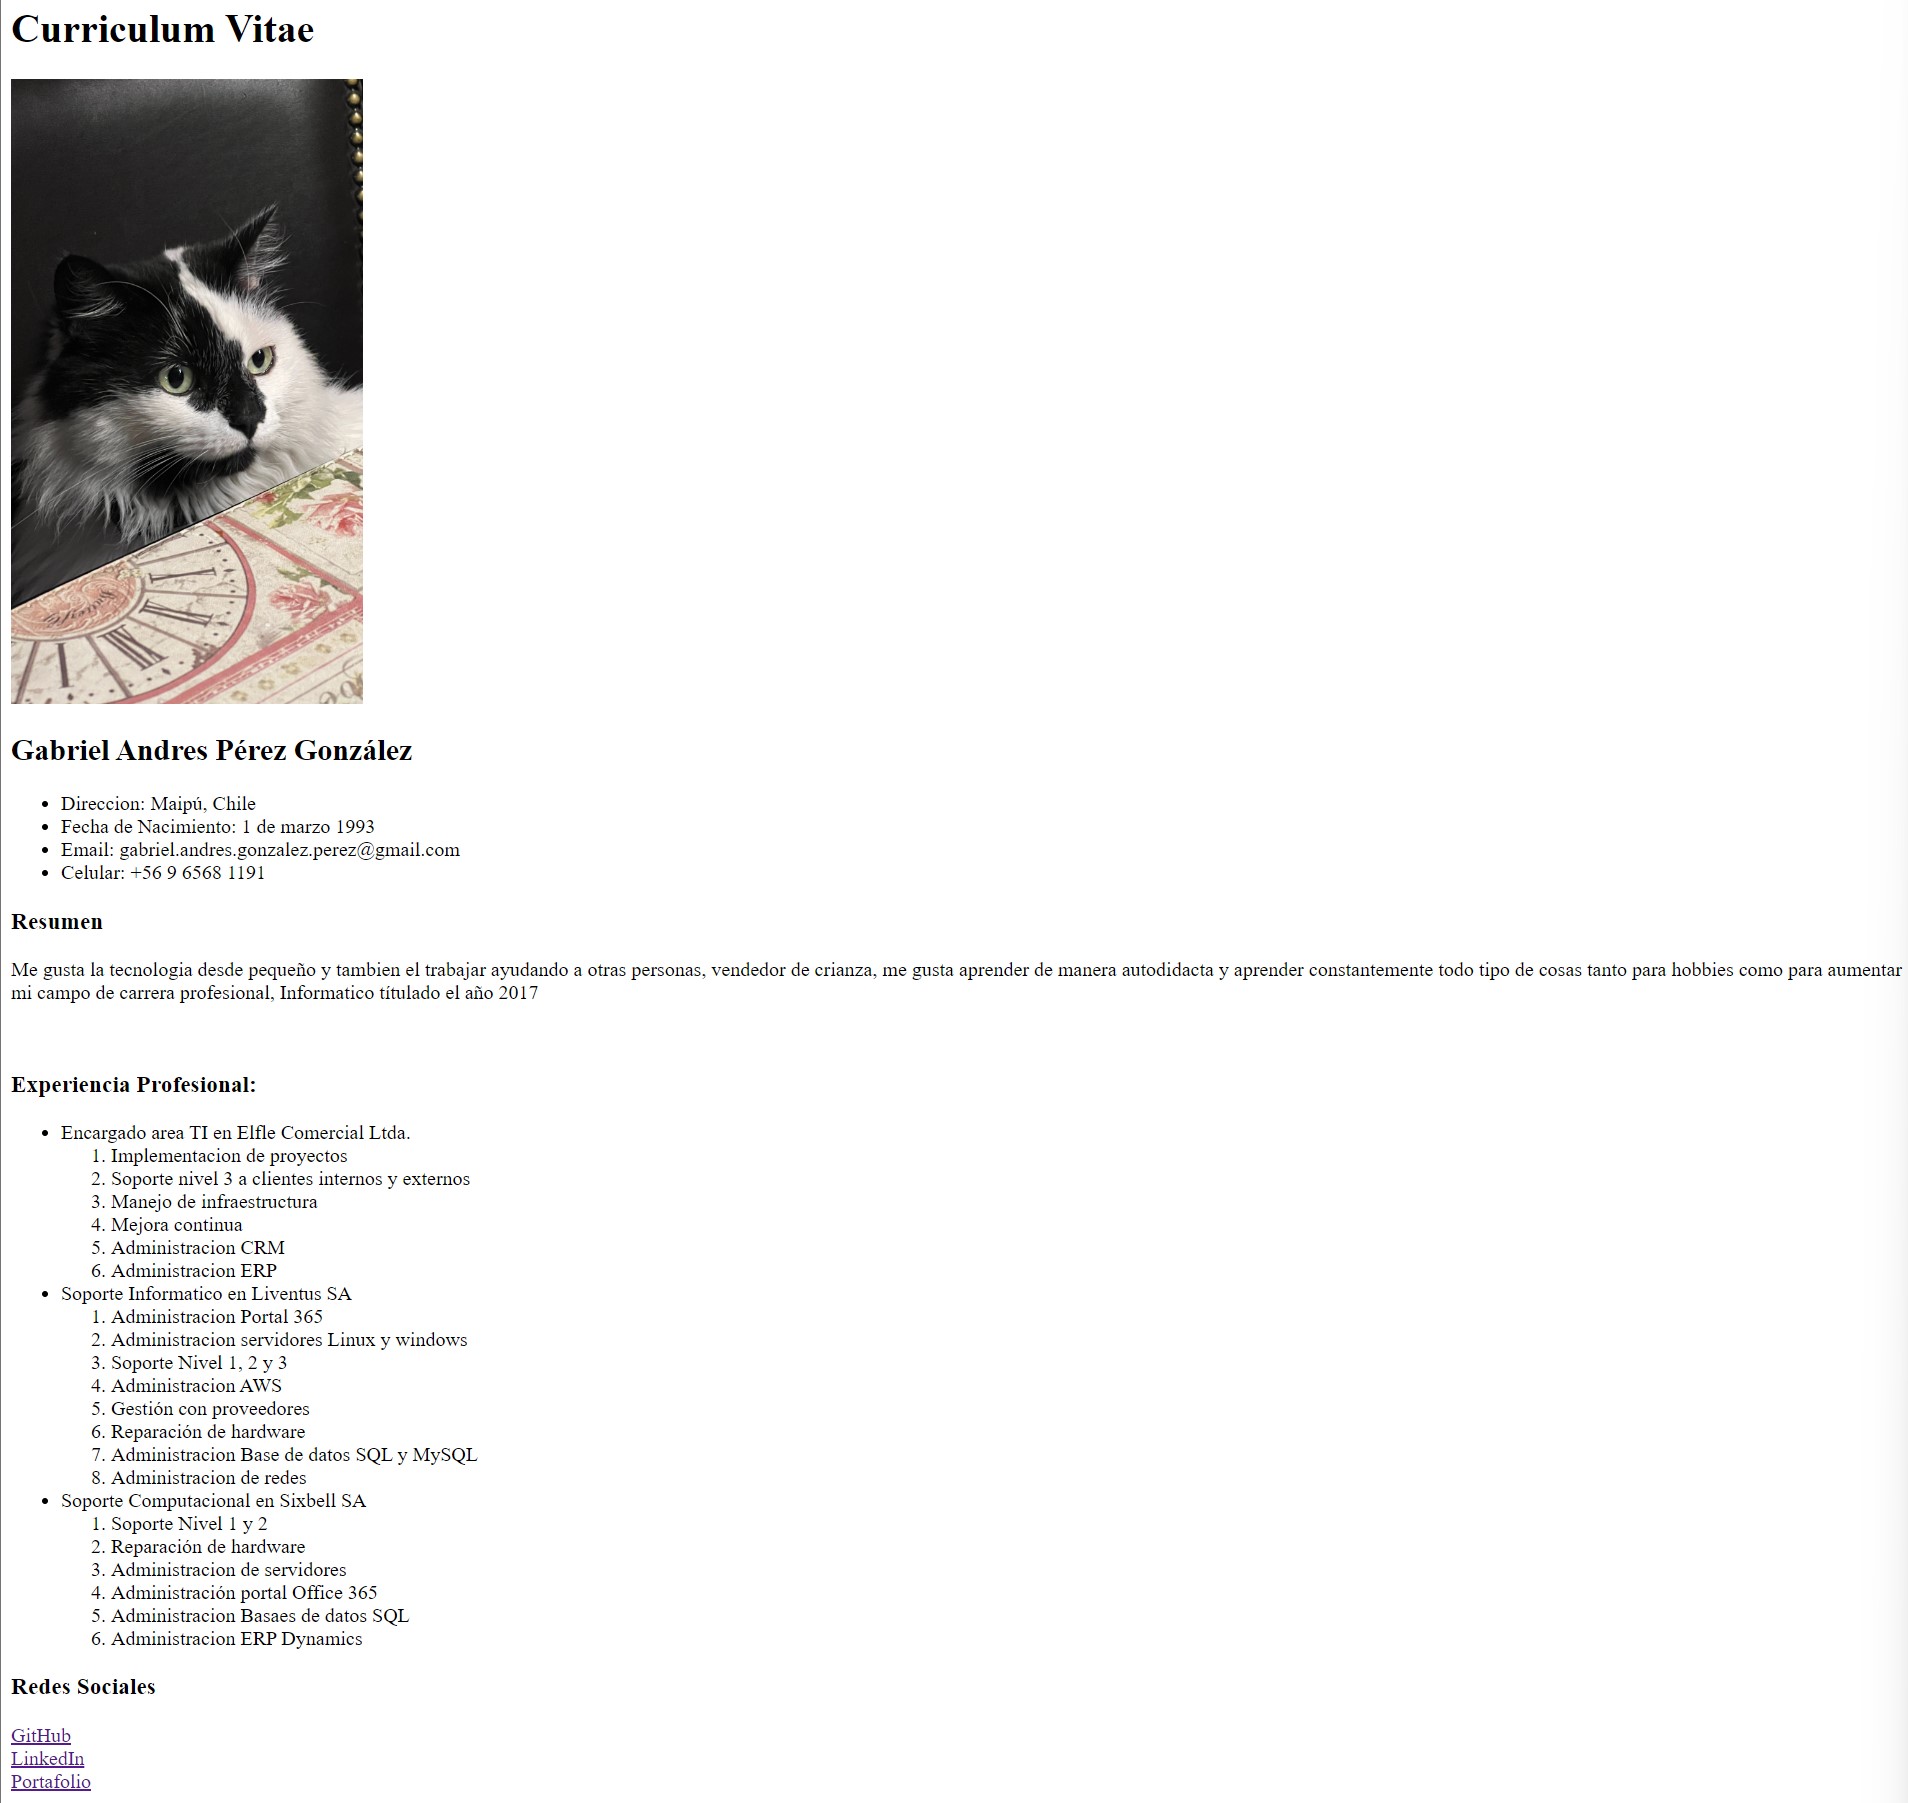 Curriculum Vitae
Gabriel Andres Pérez González
• Direccion: Maipú, Chile
• Fecha de Nacimiento: 1 de marzo 1993
• Email: gabriel.andres.gonzalez.perez@gmail.com
• Celular: +56 9 6568 1191
Resumen
Me gusta la tecnologia desde pequeño y tambien el trabajar ayudando a otras personas, vendedor de crianza, me gusta aprender de manera autodidacta y aprender constantemente todo tipo de cosas tanto para hobbies como para aumentar
mi campo de carrera profesional, Informatico títulado el año 2017
Experiencia Profesional:
• Encargado area TI en Elfle Comercial Ltda.
1. Implementacion de proyectos
2. Soporte nivel 3 a clientes internos y externos
3. Manejo de infraestructura
4. Mejora continua
5. Administracion CRM
6. Administracion ERP
• Soporte Informatico en Liventus SA
1. Administracion Portal 365
2. Administracion servidores Linux y windows
3. Soporte Nivel 1, 2 y 3
4. Administracion AWS
5. Gestión con proveedores
6. Reparación de hardware
7. Administracion Base de datos SQL y MySQL
8. Administracion de redes
• Soporte Computacional en Sixbell SA
1. Soporte Nivel 1 y 2
2. Reparación de hardware
3. Administracion de servidores
4. Administración portal Office 365
5. Administracion Basaes de datos SQL
6. Administracion ERP Dynamics
Redes Sociales
GitHub
LinkedIn
Portafolio